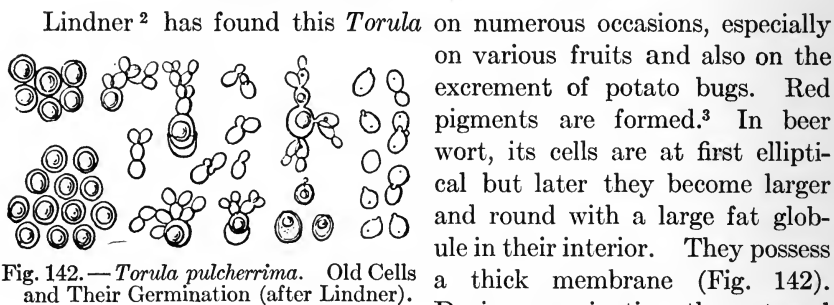 Lindner ² has found this Torula on numerous occasions, especially
on various fruits and also on the
excrement of potato bugs. Red
pigments are formed.³ In beer
wort, its cells are at first ellipti-
cal but later they become larger
and round with a large fat glob-
ule in their interior. They possess
a thick membrane (Fig. 142).
Fig. 142.—Torula pulcherrima. Old Cells
and Their Germination (after Lindner).